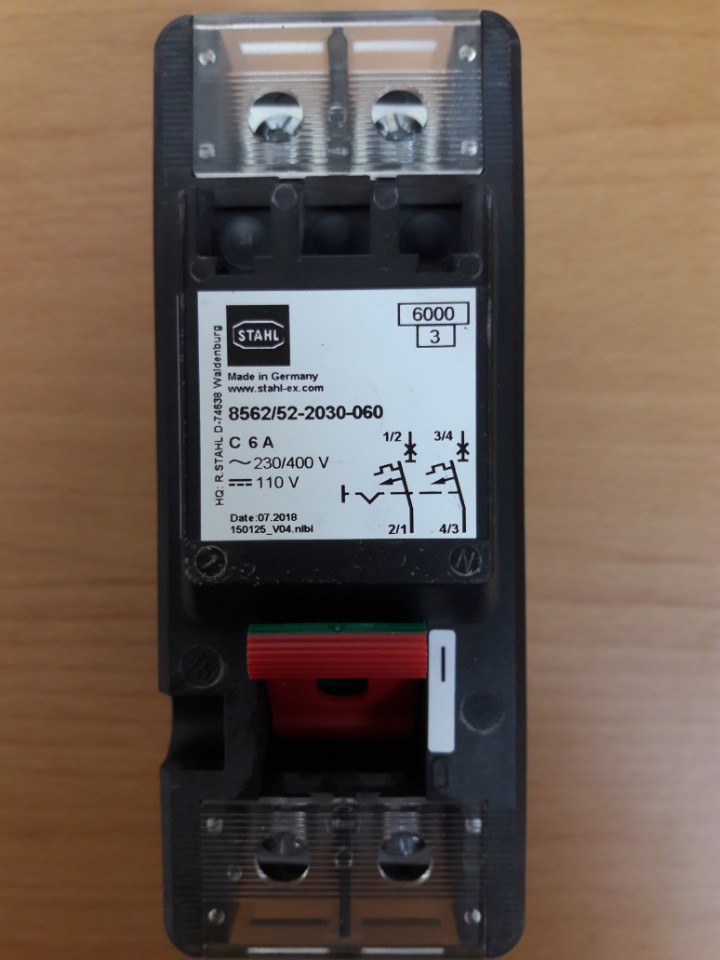 STAHL
6000
3
HQ: R.STAHL D-74638 Waldenburg
Made in Germany
www.stahl-ex.com
8562/52-2030-060
C 6 A
~ 230/400 V
110 V
1/2 3/4
2/1 4/3
Date:07.2018
150125_V04.nlbl
1 N
I
O